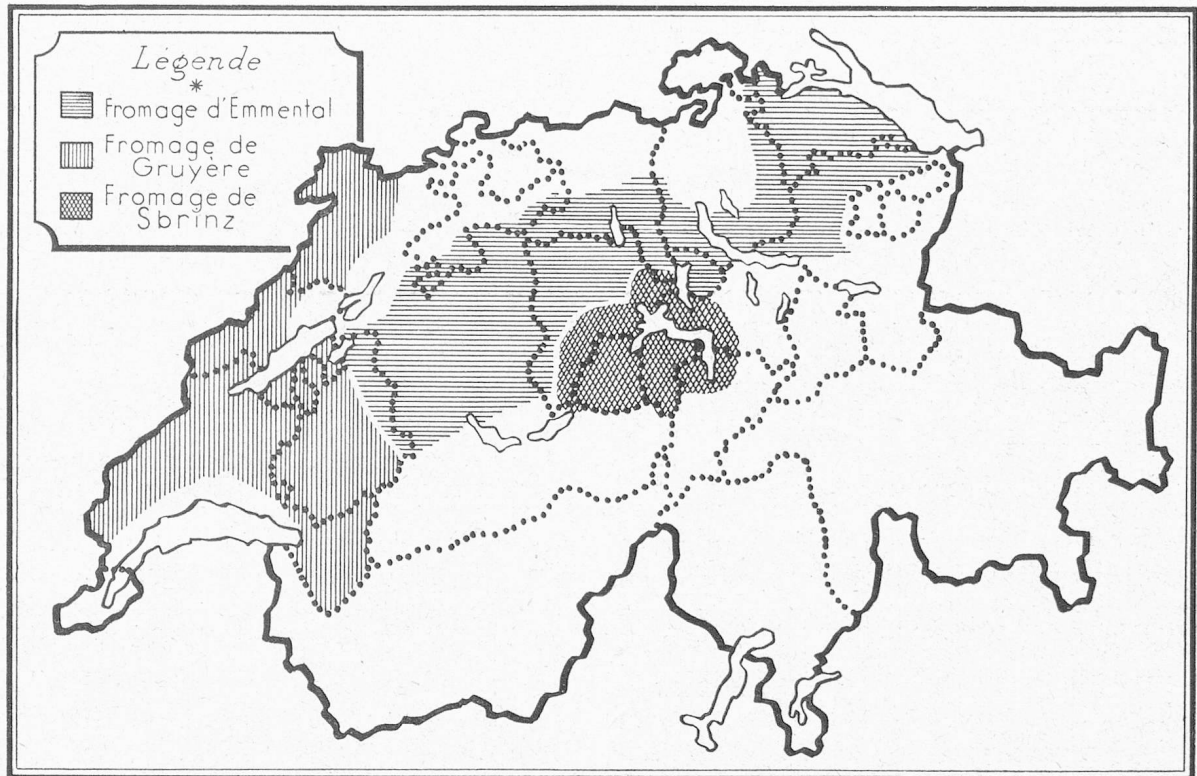 Légende
*
Fromage d'Emmental
Fromage de
Gruyère
Fromage de
Sbrinz